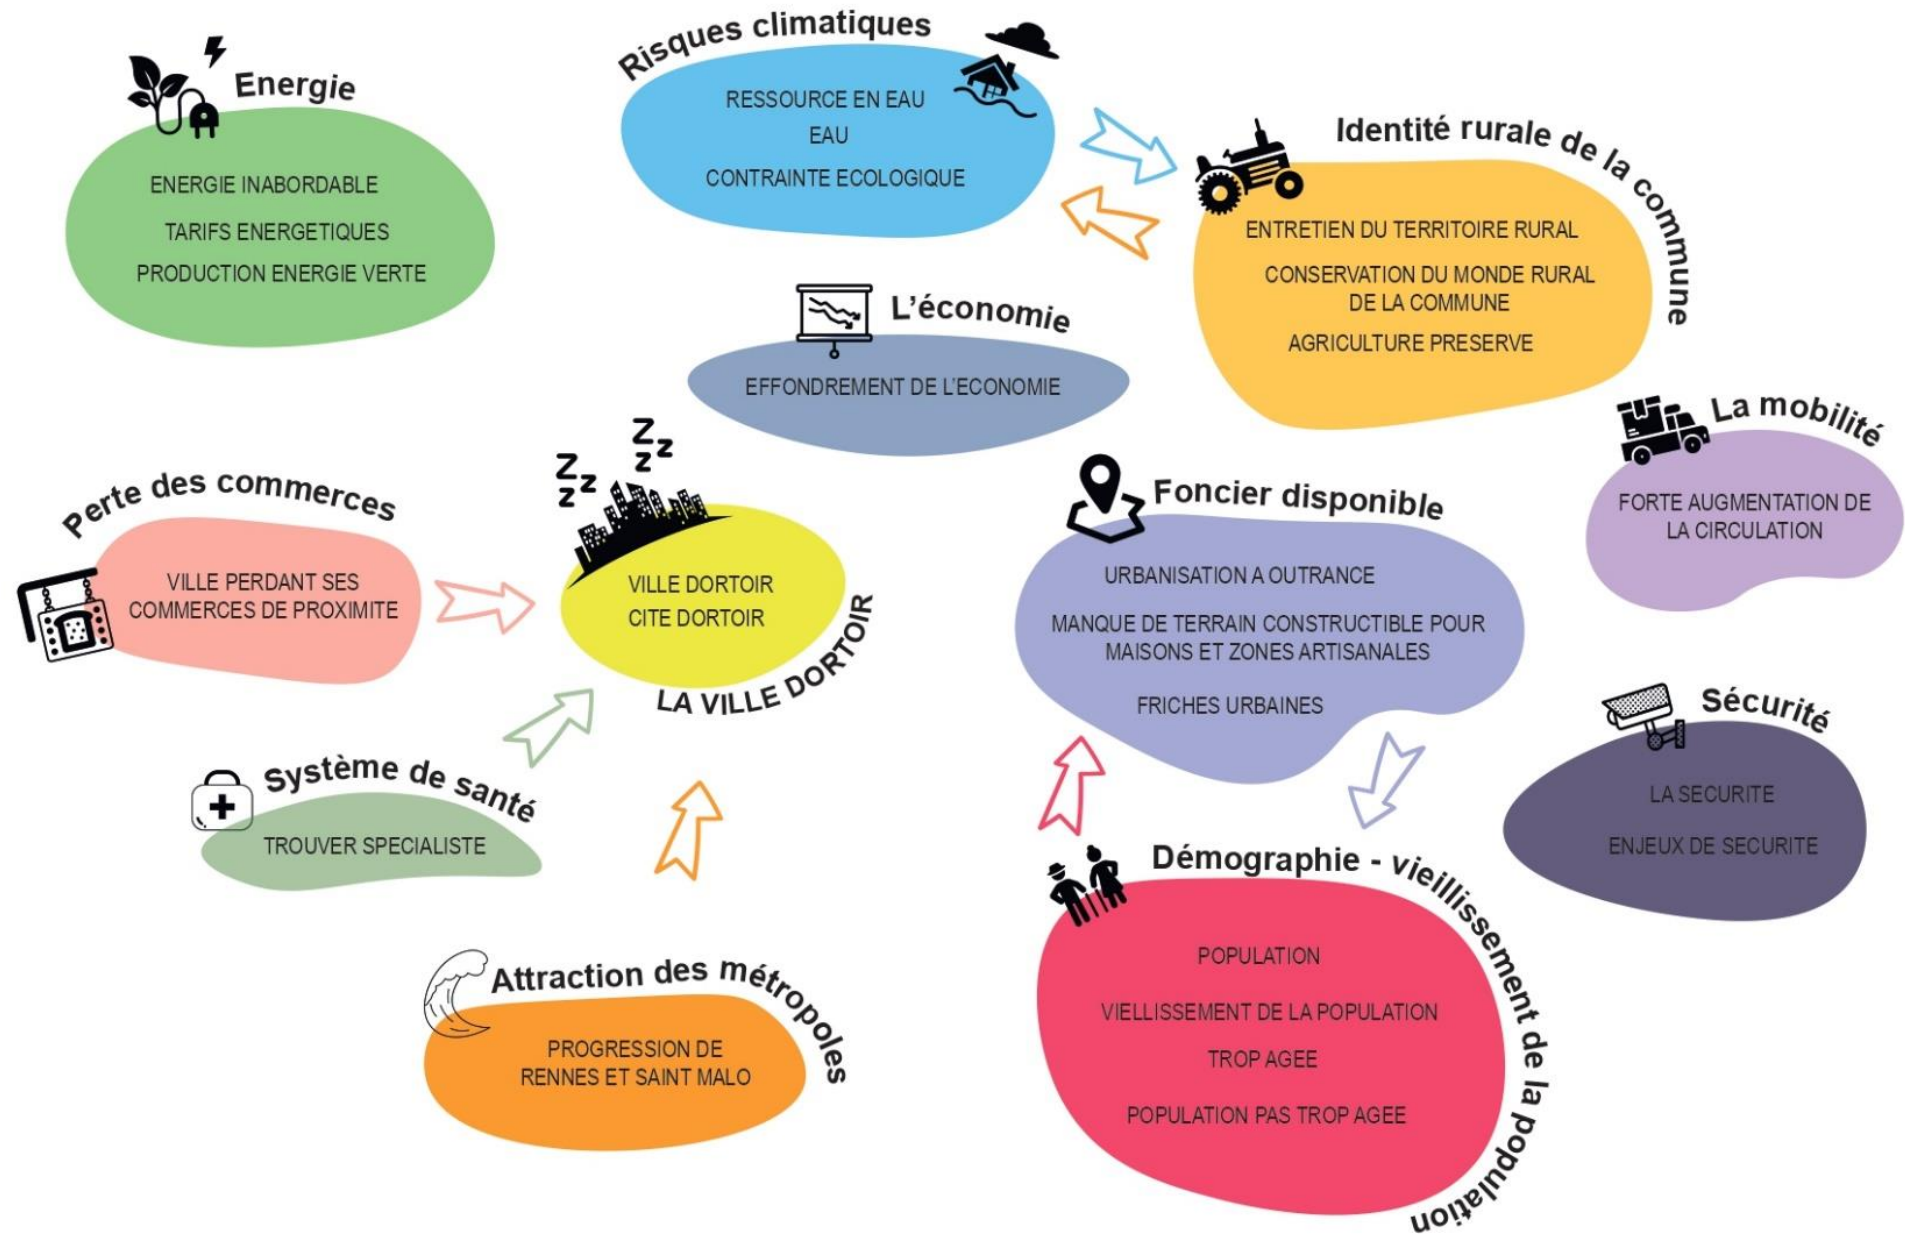 Energie
ENERGIE INABORDABLE
TARIFS ENERGETIQUES
PRODUCTION ENERGIE VERTE
Risques climatiques
RESSOURCE EN EAU
EAU
CONTRAINTE ECOLOGIQUE
Identité rurale de la commune
ENTRETIEN DU TERRITOIRE RURAL
CONSERVATION DU MONDE RURAL
DE LA COMMUNE
AGRICULTURE PRESERVE
L'économie
EFFONDREMENT DE L'ECONOMIE
La mobilité
FORTE AUGMENTATION DE
LA CIRCULATION
Perte des commerces
VILLE PERDANT SES
COMMERCES DE PROXIMITE
Z
z
z
z
Z
z
z
z
VILLE DORTOIR
CITE DORTOIR
LA VILLE DORTOIR
Foncier disponible
URBANISATION A OUTRANCE
MANQUE DE TERRAIN CONSTRUCTIBLE POUR
MAISONS ET ZONES ARTISANALES
FRICHES URBAINES
Sécurité
LA SECURITE
ENJEUX DE SECURITE
Système de santé
TROUVER SPECIALISTE
Attraction des métropoles
PROGRESSION DE
RENNES ET SAINT MALO
Démographie - vieillissement de la population
POPULATION
VIELLISSEMENT DE LA POPULATION
TROP AGEE
POPULATION PAS TROP AGEE